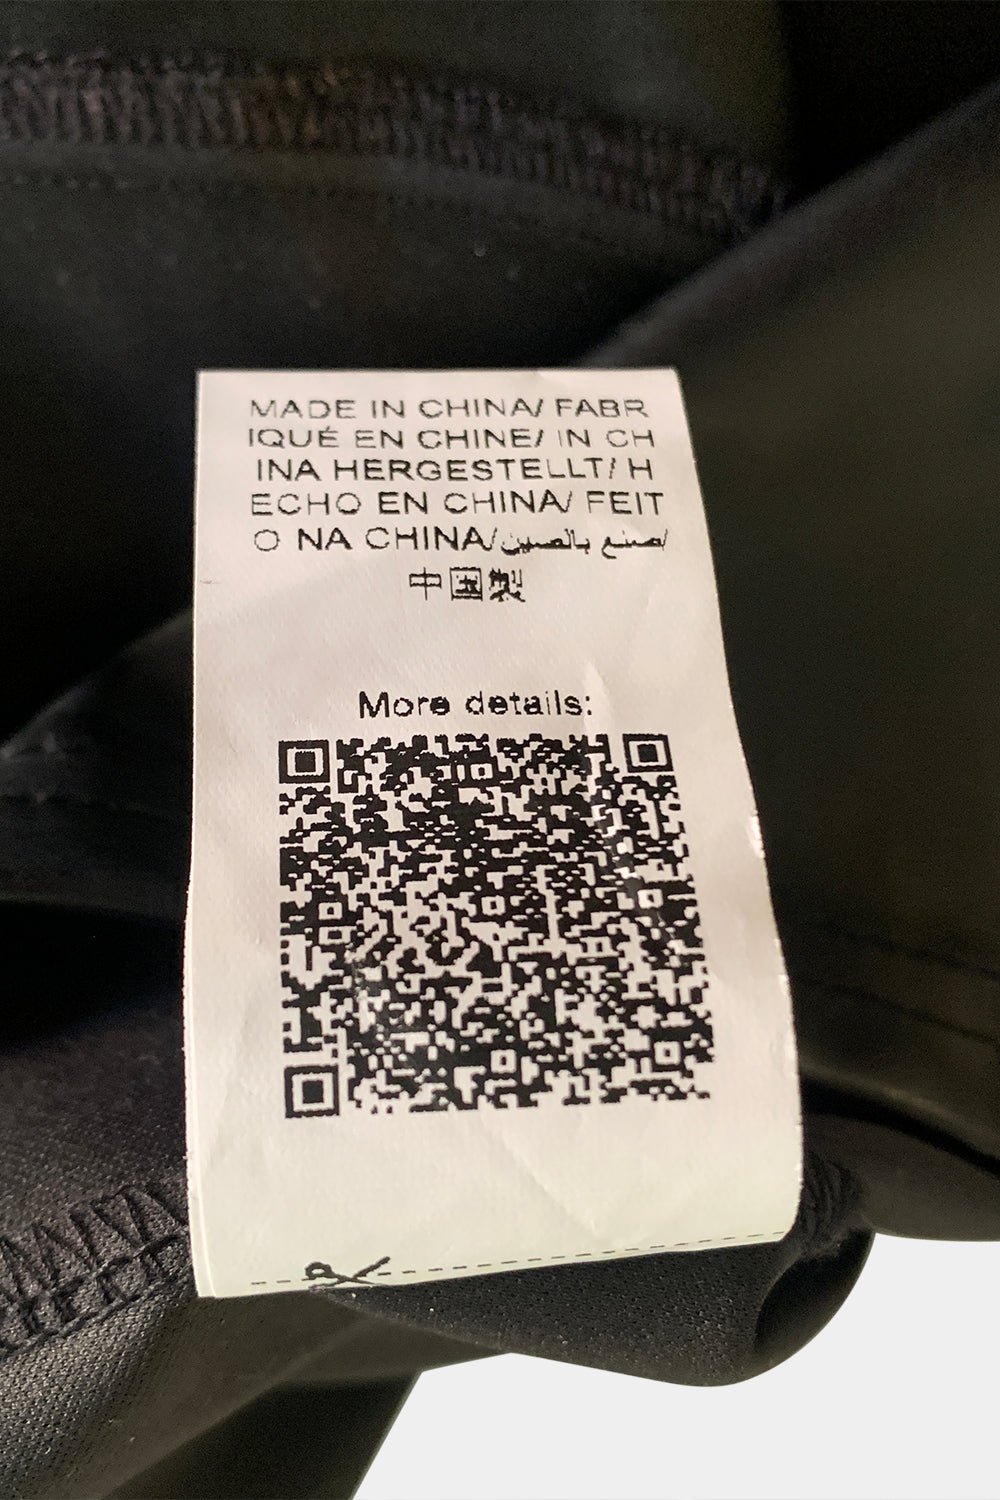 MADE IN CHINA/ FABR
IQUÉ EN CHINE/ IN CH
INA HERGESTELLT/ H
ECHO EN CHINA/ FEIT
O NA CHINA/صنع بالصين/
中国製
More details: